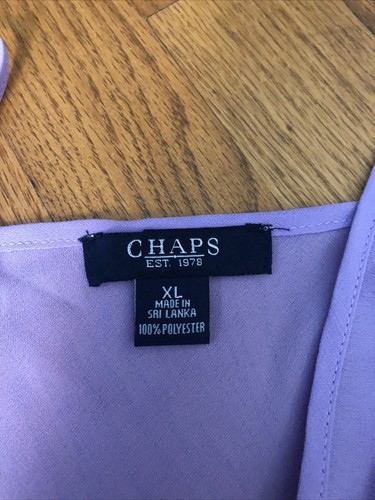 CHAPS
EST. 1978
XL
MADE IN
SRI LANKA
100% POLYESTER